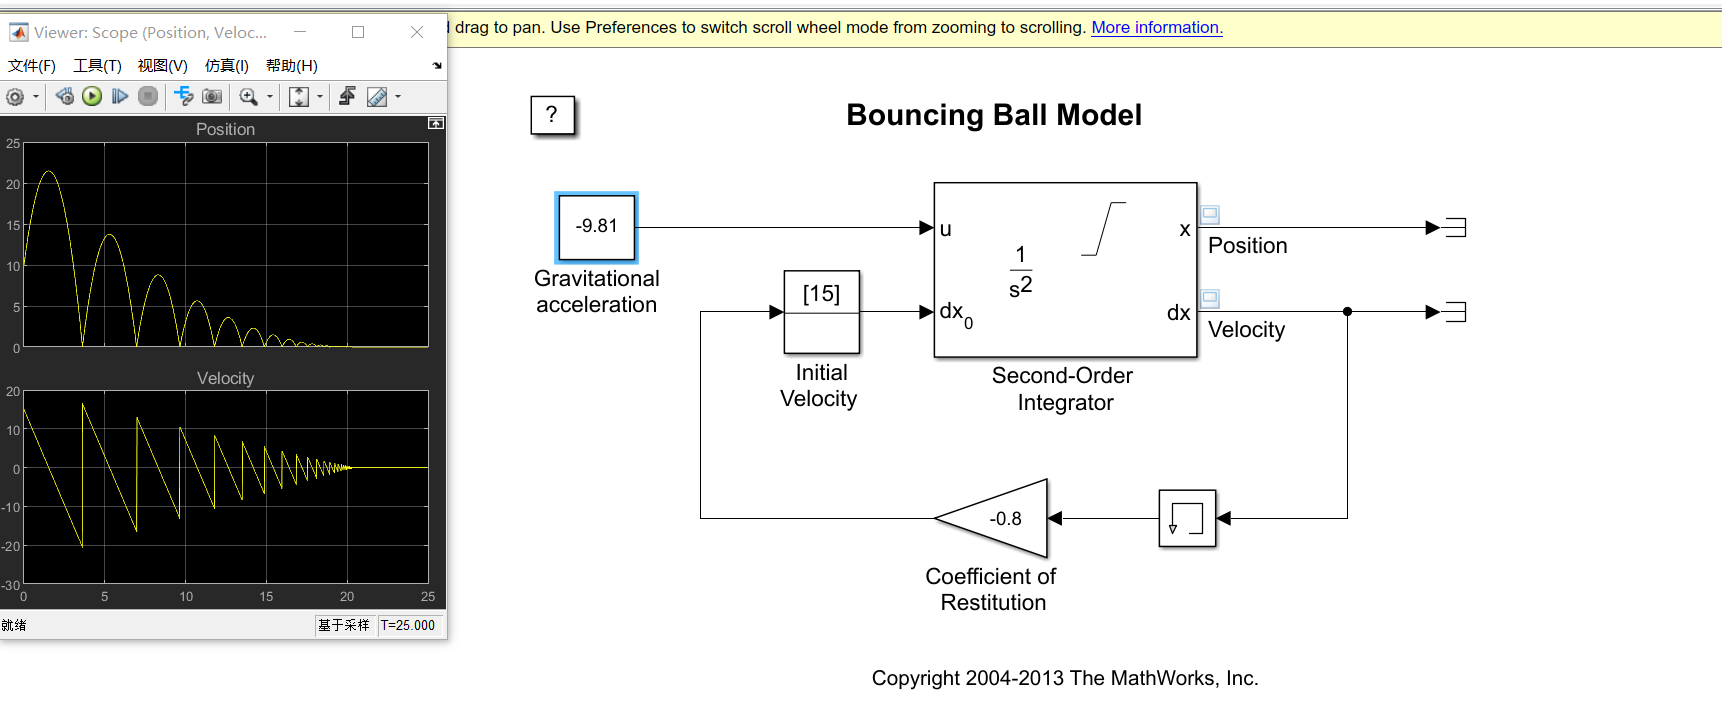 Viewer: Scope (Position, Veloc...
drag to pan. Use Preferences to switch scroll wheel mode from zooming to scrolling. More information.
文件(F) 工具(T) 视图(V) 仿真(I) 帮助(H)
Position
25
20
15
10
5
0
Velocity
20
10
0
-10
-20
-30
0 5 10 15 20 25
就绪
基于采样 T=25.000
?
Bouncing Ball Model
-9.81
Gravitational
acceleration
[15]
Initial
Velocity
u
dx0
1
s2
x
dx
Second-Order
Integrator
Position
Velocity
-0.8
Coefficient of
Restitution
Copyright 2004-2013 The MathWorks, Inc.